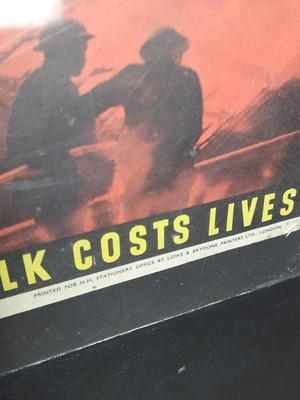 LK COSTS LIVES
PRINTED FOR H.M. STATIONERY OFFICE BY LOWE & BRYDONE PRINTERS LTD., LONDON